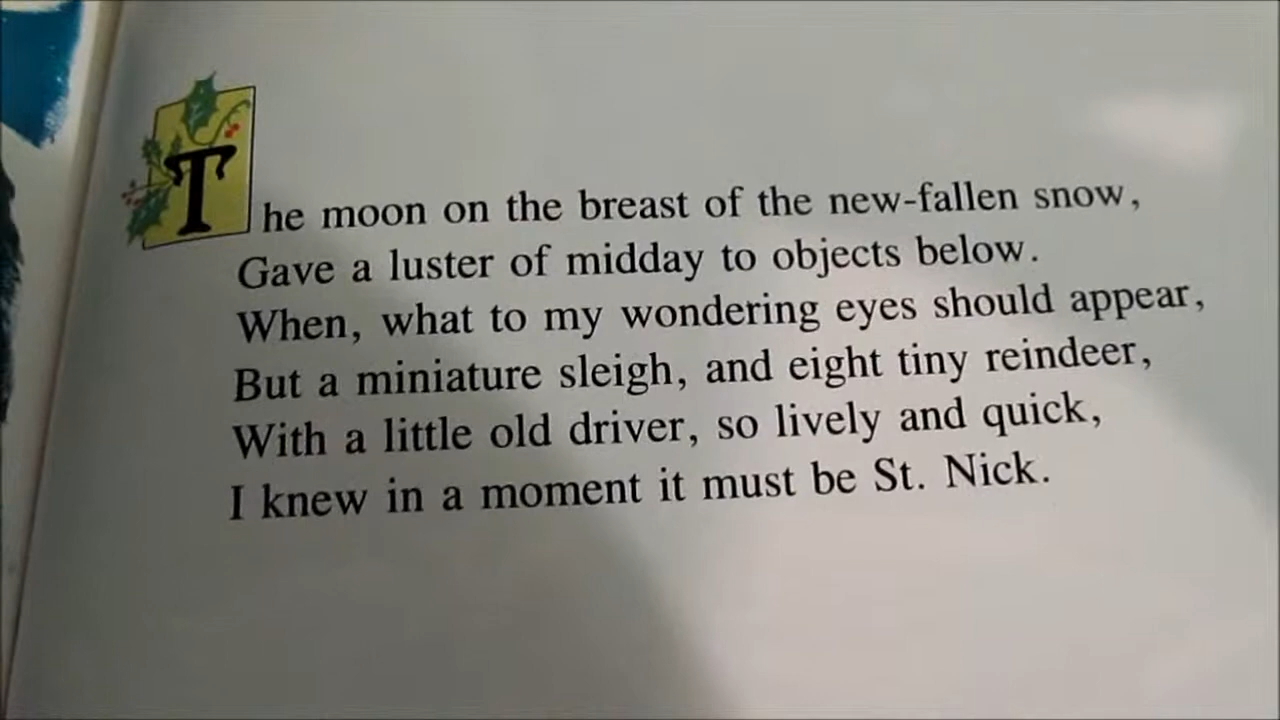 The moon on the breast of the new-fallen snow,
Gave a luster of midday to objects below.
When, what to my wondering eyes should appear,
But a miniature sleigh, and eight tiny reindeer,
With a little old driver, so lively and quick,
I knew in a moment it must be St. Nick.